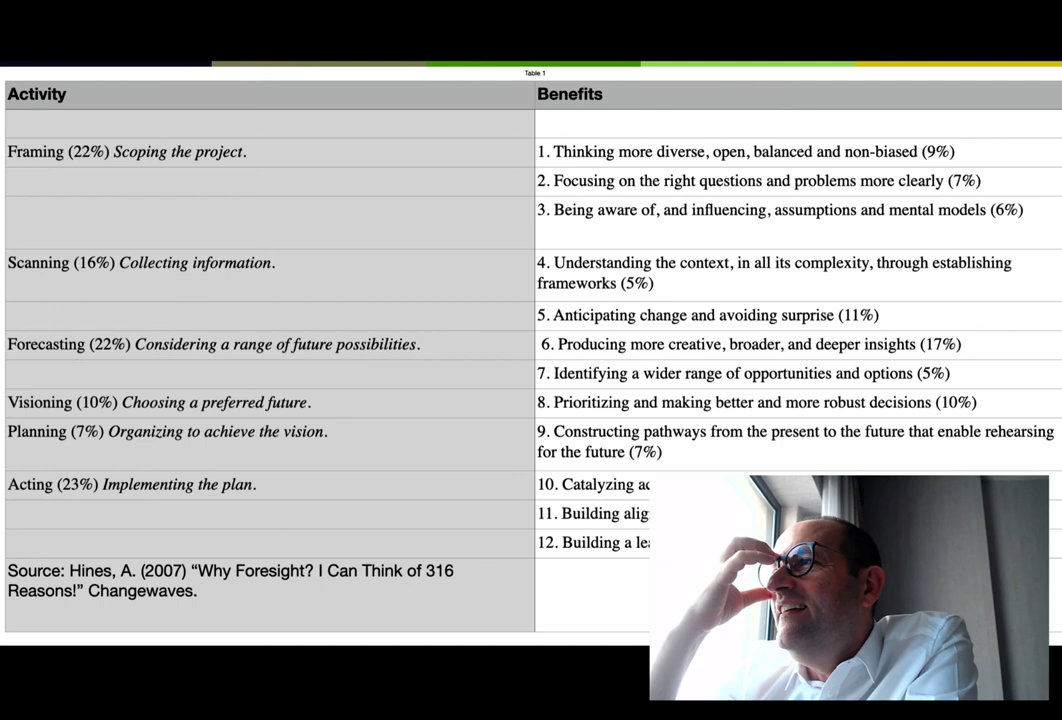 Table 1
Activity
Benefits
Framing (22%) Scoping the project.
1. Thinking more diverse, open, balanced and non-biased (9%)
2. Focusing on the right questions and problems more clearly (7%)
3. Being aware of, and influencing, assumptions and mental models (6%)
Scanning (16%) Collecting information.
4. Understanding the context, in all its complexity, through establishing
frameworks (5%)
5. Anticipating change and avoiding surprise (11%)
Forecasting (22%) Considering a range of future possibilities.
6. Producing more creative, broader, and deeper insights (17%)
7. Identifying a wider range of opportunities and options (5%)
Visioning (10%) Choosing a preferred future.
8. Prioritizing and making better and more robust decisions (10%)
Planning (7%) Organizing to achieve the vision.
9. Constructing pathways from the present to the future that enable rehearsing
for the future (7%)
Acting (23%) Implementing the plan.
10. Catalyzing
11. Building
12. Building a
Source: Hines, A. (2007) “Why Foresight? I Can Think of 316
Reasons!” Changewaves.